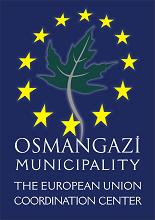 OSMANGAZİ
MUNICIPALITY
THE EUROPEAN UNION
COORDINATION CENTER